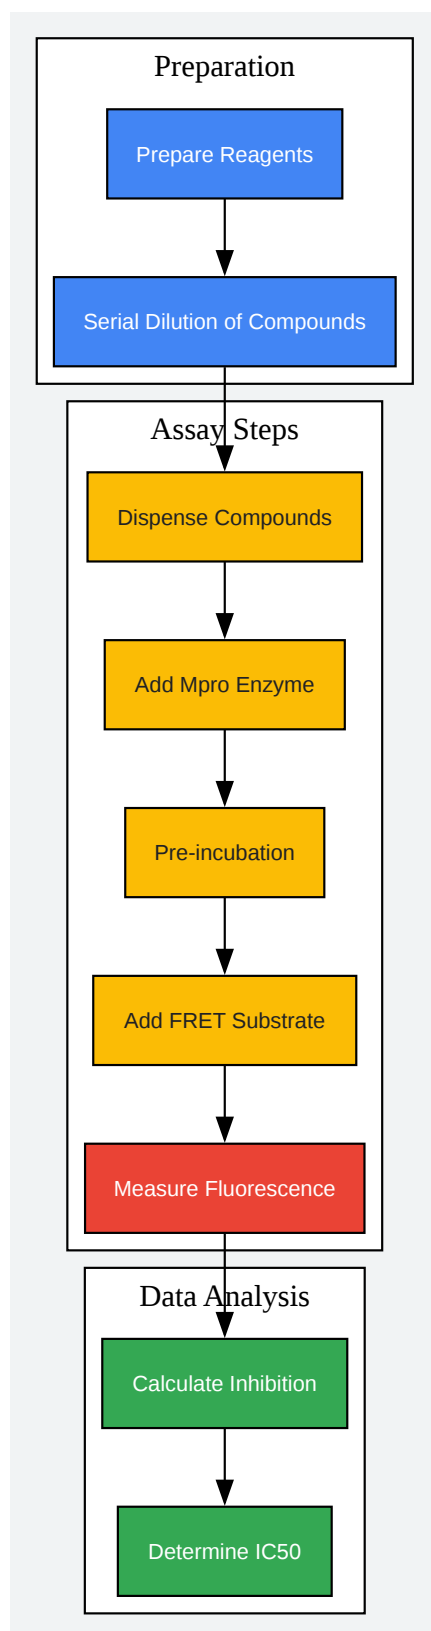 Preparation
Prepare Reagents
Serial Dilution of Compounds
Assay Steps
Dispense Compounds
Add Mpro Enzyme
Pre-incubation
Add FRET Substrate
Measure Fluorescence
Data Analysis
Calculate Inhibition
Determine IC50